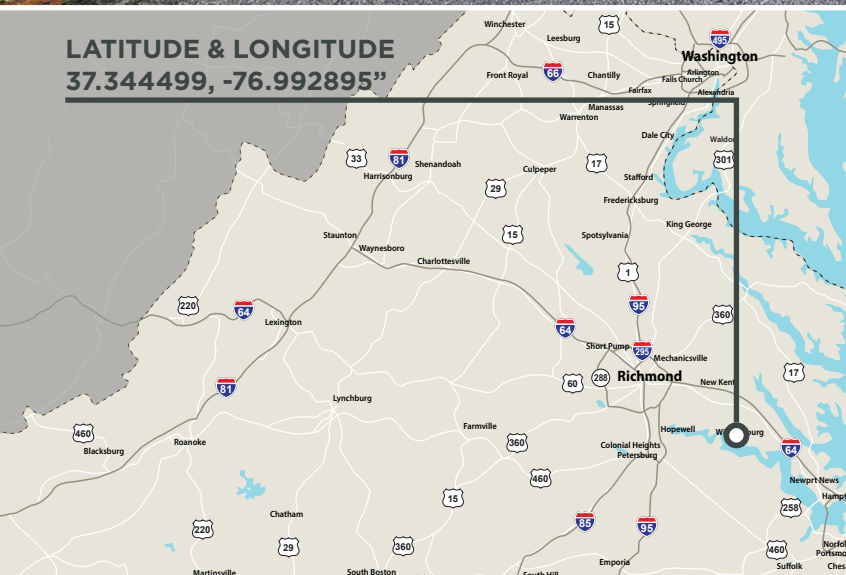 LATITUDE & LONGITUDE
37.344499, -76.992895”
Winchester
15
Leesburg
495
Washington
Front Royal
66
Chantilly
Arlington
Falls Church
Fairfax
Alexandria
Manassas
Springfield
Warrenton
Dale City
33
81
Shenandoah
Harrisonburg
Culpeper
17
301
29
Stafford
Fredericksburg
King George
Staunton
15
Spotsylvania
Waynesboro
Charlottesville
1
220
64
95
360
Lexington
64
Short Pump
295
Mechanicsville
81
60
288
Richmond
New Kent
17
Lynchburg
460
Farmville
Hopewell
Blacksburg
Roanoke
360
Colonial Heights
64
Petersburg
460
Newprt News
15
258
Chatham
220
85
95
29
360
460
Emporia
Suffolk
Martinsville
South Boston